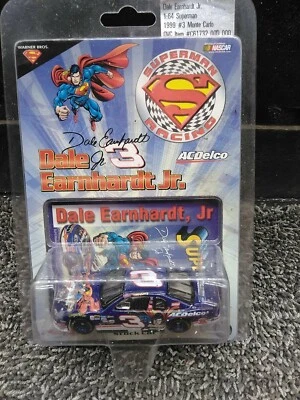 Dale Earnhardt Jr.
1:64 Superman
1999 #3 Monte Carlo
WARNER BROS.
NASCAR
SUPERMAN
RACING
Dale Earnhardt Jr
3
ACDelco
Dale
Earnhardt Jr.
Dale Earnhardt, Jr
3
ACDelco